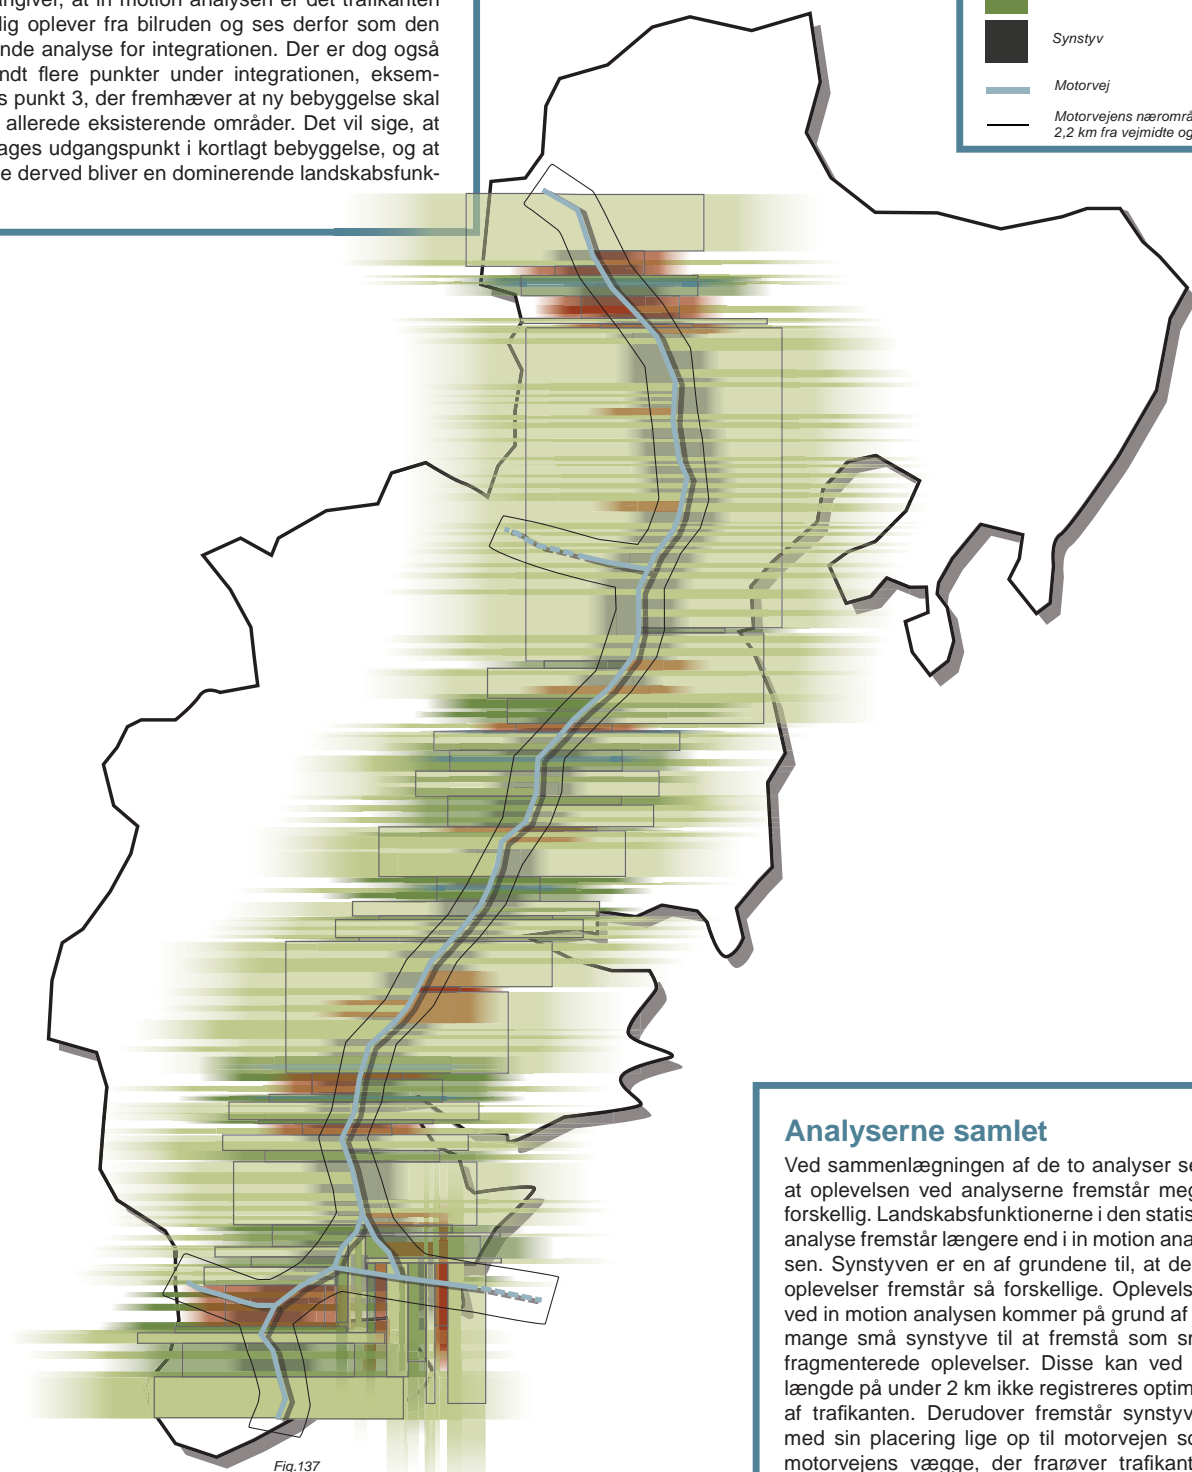 angiver, at in motion analysen er det trafikanten
lig oplever fra bilruden og ses derfor som den
nde analyse for integrationen. Der er dog også
ndt flere punkter under integrationen, eksem-
s punkt 3, der fremhæver at ny bebyggelse skal
allerede eksisterende områder. Det vil sige, at
ages udgangspunkt i kortlagt bebyggelse, og at
e derved bliver en dominerende landskabsfunk-
Synstyv
Motorvej
Motorvejens nærområ
2,2 km fra vejmidte og
Analyserne samlet
Ved sammenlægningen af de to analyser se
at oplevelsen ved analyserne fremstår meg
forskellig. Landskabsfunktionerne i den statis
analyse fremstår længere end i in motion ana
sen. Synstyven er en af grundene til, at de
oplevelser fremstår så forskellige. Oplevels
ved in motion analysen kommer på grund af
mange små synstyve til at fremstå som sm
fragmenterede oplevelser. Disse kan ved
længde på under 2 km ikke registreres optim
af trafikanten. Derudover fremstår synstyv
med sin placering lige op til motorvejen so
motorvejens vægge, der frarøver trafikant
Fig.137